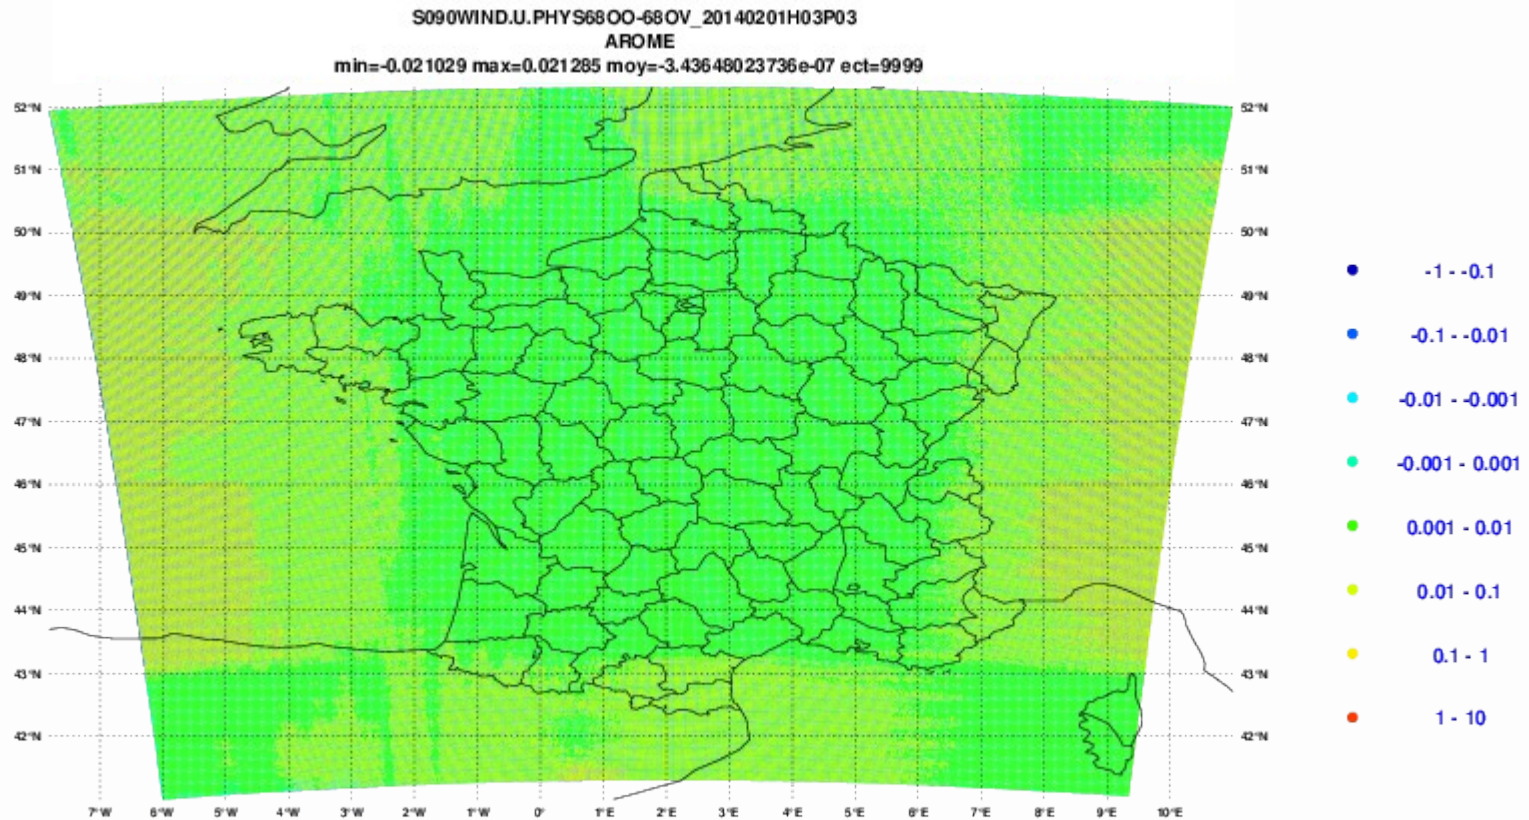 S090WIND.U.PHYS68OO-68OV_20140201H03P03
AROME
min=-0.021029 max=0.021285 moy=-3.43648023736e-07 ect=9999
52°N 52°N
51°N 51°N
50°N 50°N
49°N 49°N
48°N 48°N
47°N 47°N
46°N 46°N
45°N 45°N
44°N 44°N
43°N 43°N
42°N 42°N
7°W 6°W 5°W 4°W 3°W 2°W 1°W 0° 1°E 2°E 3°E 4°E 5°E 6°E 7°E 8°E 9°E 10°E
-1 - -0.1
-0.1 - -0.01
-0.01 - -0.001
-0.001 - 0.001
0.001 - 0.01
0.01 - 0.1
0.1 - 1
1 - 10